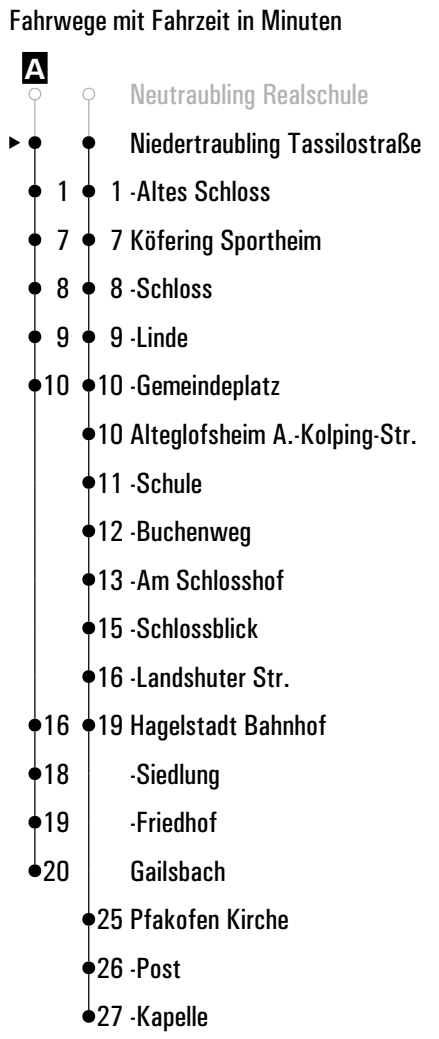 Fahrwege mit Fahrzeit in Minuten
A
Neutraubling Realschule
Niedertraubling Tassilostraße
1 1 -Altes Schloss
7 7 Köfering Sportheim
8 8 -Schloss
9 9 -Linde
10 10 -Gemeindeplatz
10 Alteglofsheim A.-Kolping-Str.
11 -Schule
12 -Buchenweg
13 -Am Schlosshof
15 -Schlossblick
16 -Landshuter Str.
16 19 Hagelstadt Bahnhof
18 -Siedlung
19 -Friedhof
20 Gailsbach
25 Pfakofen Kirche
26 -Post
27 -Kapelle